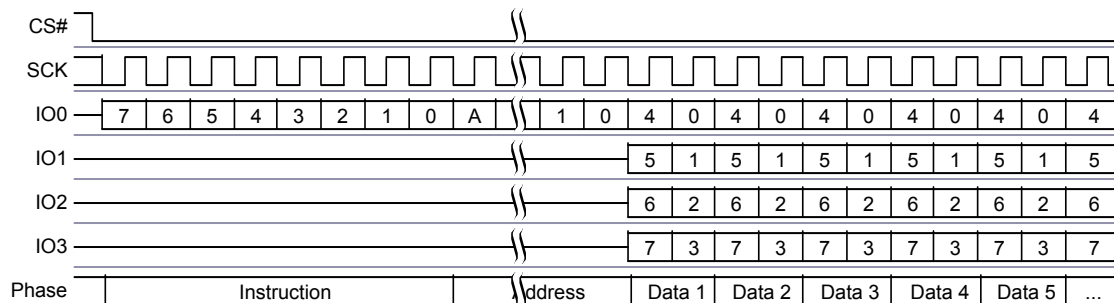 CS#
SCK
IO0 7 6 5 4 3 2 1 0 A 1 0 4 0 4 0 4 0 4 0 4 0 4
IO1 5 1 5 1 5 1 5 1 5 1 5
IO2 6 2 6 2 6 2 6 2 6 2 6
IO3 7 3 7 3 7 3 7 3 7 3 7
Phase Instruction Address Data 1 Data 2 Data 3 Data 4 Data 5 ...